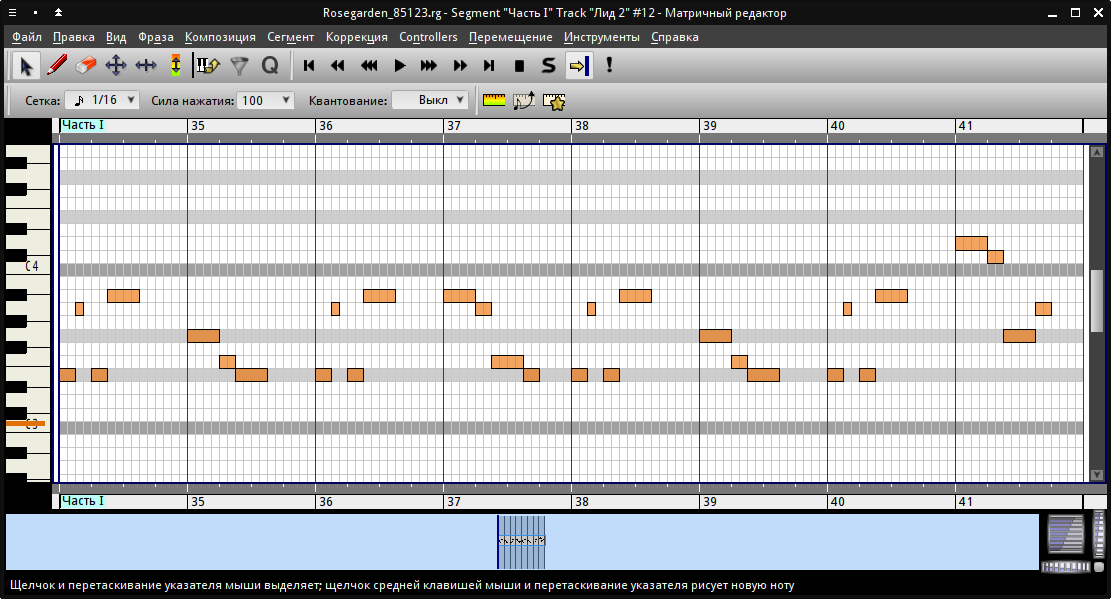 Rosegarden_85123.rg - Segment "Часть I" Track "Лид 2" #12 - Матричный редактор
Файл Правка Вид Фраза Композиция Сегмент Коррекция Controllers Перемещение Инструменты Справка
Q S !
Сетка: 1/16 Сила нажатия: 100 Квантование: Выкл
Часть I 35 36 37 38 39 40 41
C4
C3
Часть I 35 36 37 38 39 40 41
Щелчок и перетаскивание указателя мыши выделяет; щелчок средней клавишей мыши и перетаскивание указателя рисует новую ноту